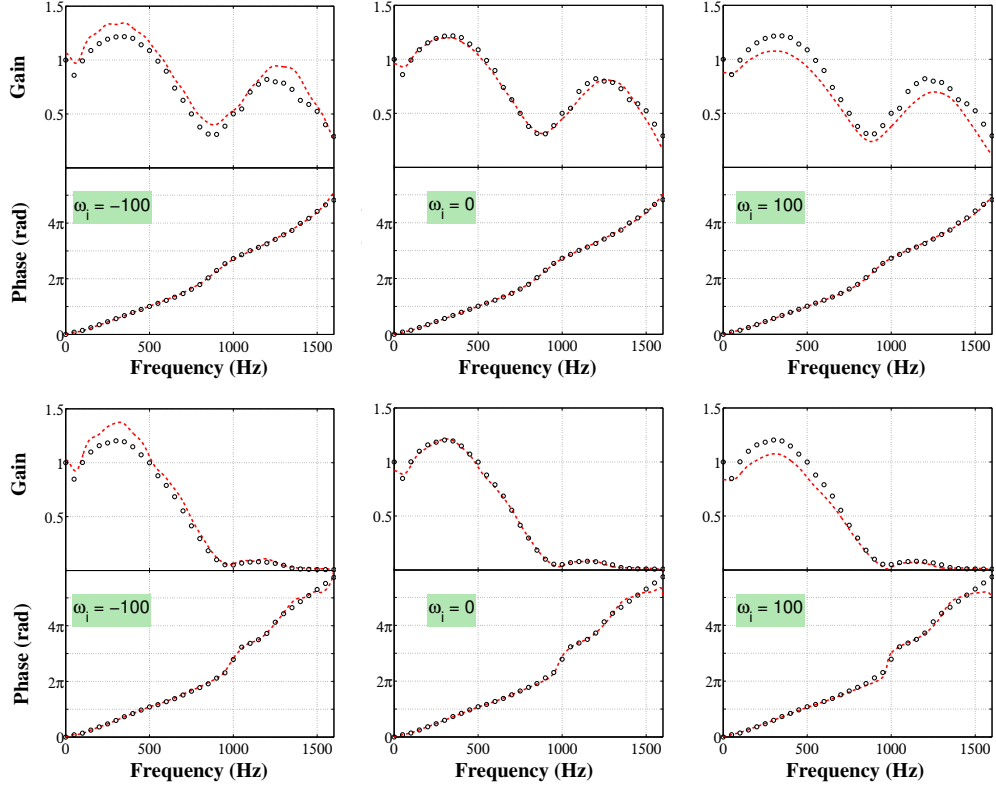 Gain
1.5
1
0.5
1.5
1
0.5
1.5
1
0.5
Phase (rad)
ω_i = −100
4π
2π
0
ω_i = 0
4π
2π
0
ω_i = 100
4π
2π
0
0 500 1000 1500
0 500 1000 1500
0 500 1000 1500
Frequency (Hz)
Frequency (Hz)
Frequency (Hz)
Gain
1.5
1
0.5
1.5
1
0.5
1.5
1
0.5
Phase (rad)
ω_i = −100
4π
2π
0
ω_i = 0
4π
2π
0
ω_i = 100
4π
2π
0
0 500 1000 1500
0 500 1000 1500
0 500 1000 1500
Frequency (Hz)
Frequency (Hz)
Frequency (Hz)